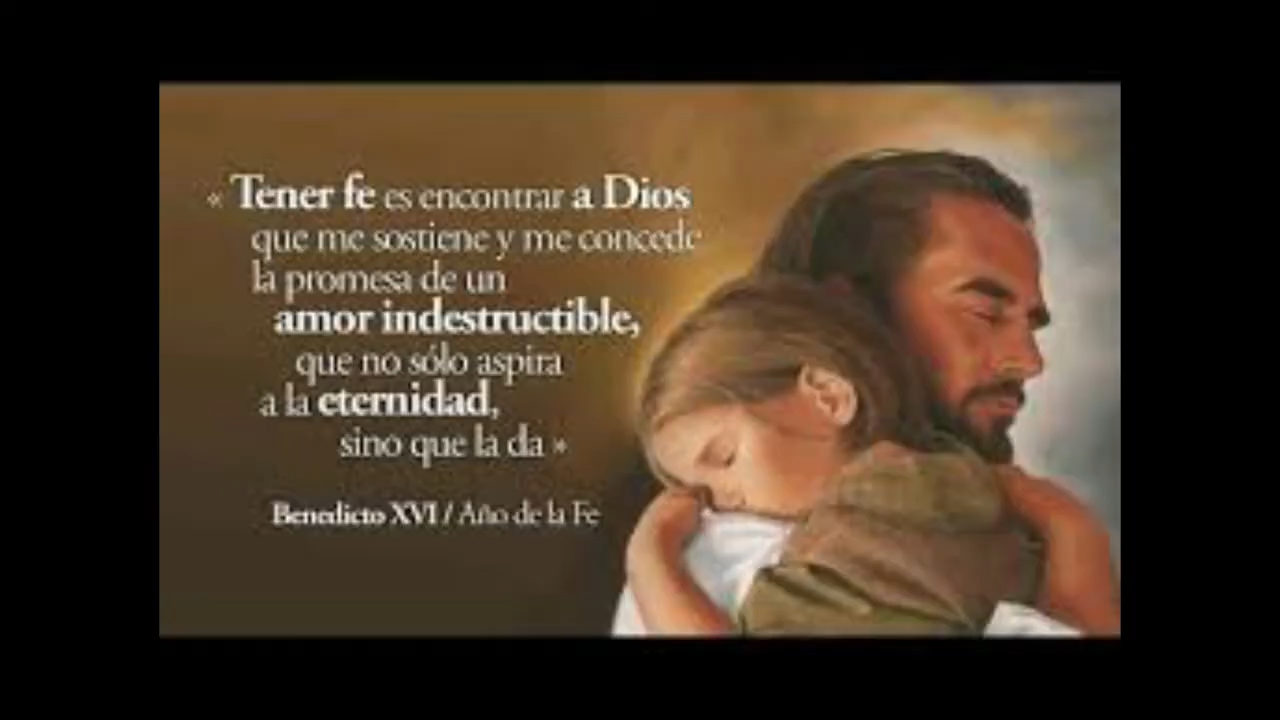 « Tener fe es encontrar a Dios
que me sostiene y me concede
la promesa de un
amor indestructible,
que no sólo aspira
a la eternidad,
sino que la da »
Benedicto XVI / Año de la Fe